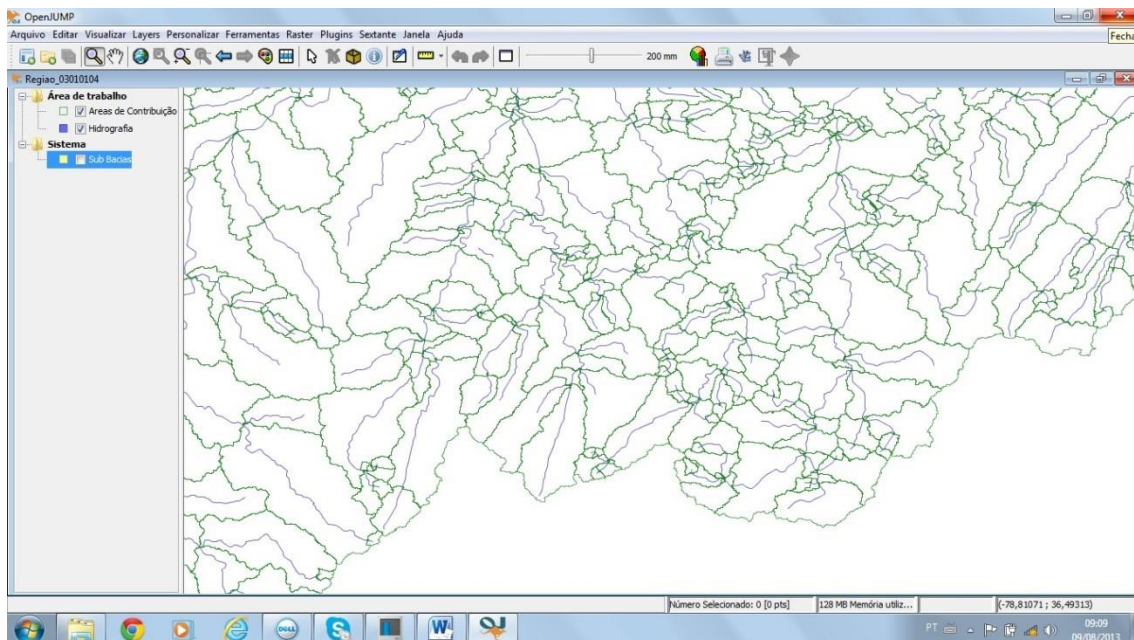 OpenJUMP
Arquivo Editar Visualizar Layers Personalizar Ferramentas Raster Plugins Sextante Janela Ajuda
Fecha
200 mm
Regiao_03010104
Área de trabalho
Areas de Contribuição
Hidrografia
Sistema
Sub Bacias
Número Selecionado: 0 [0 pts] 128 MB Memória utiliz... (-78,81071 ; 36,49313)
DELL
PT
09:09
09/08/2013